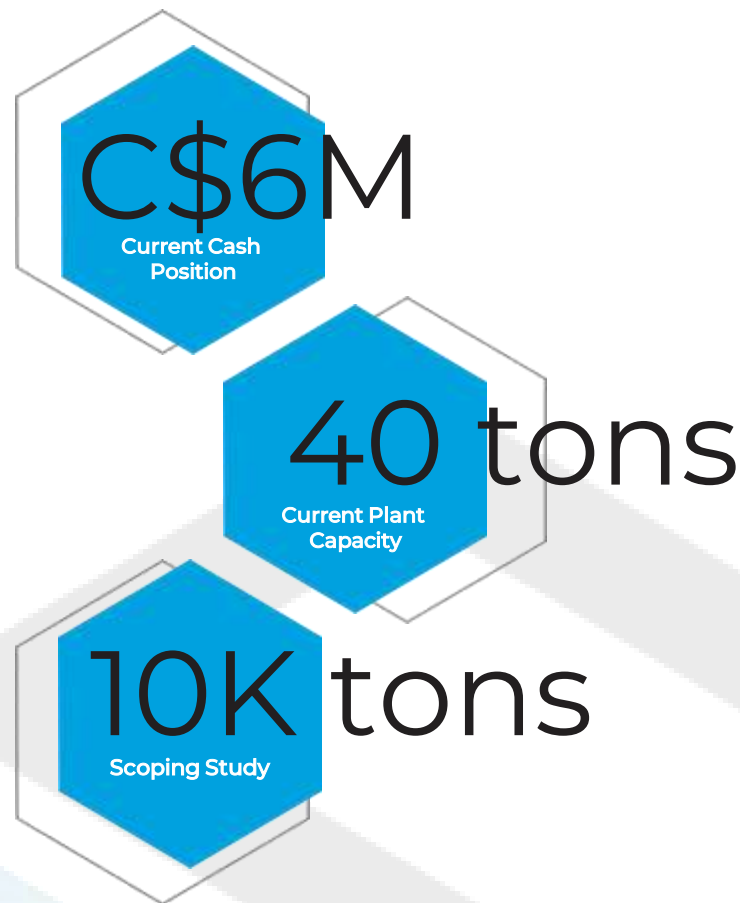 C$6M
Current Cash
Position
40 tons
Current Plant
Capacity
10K tons
Scoping Study